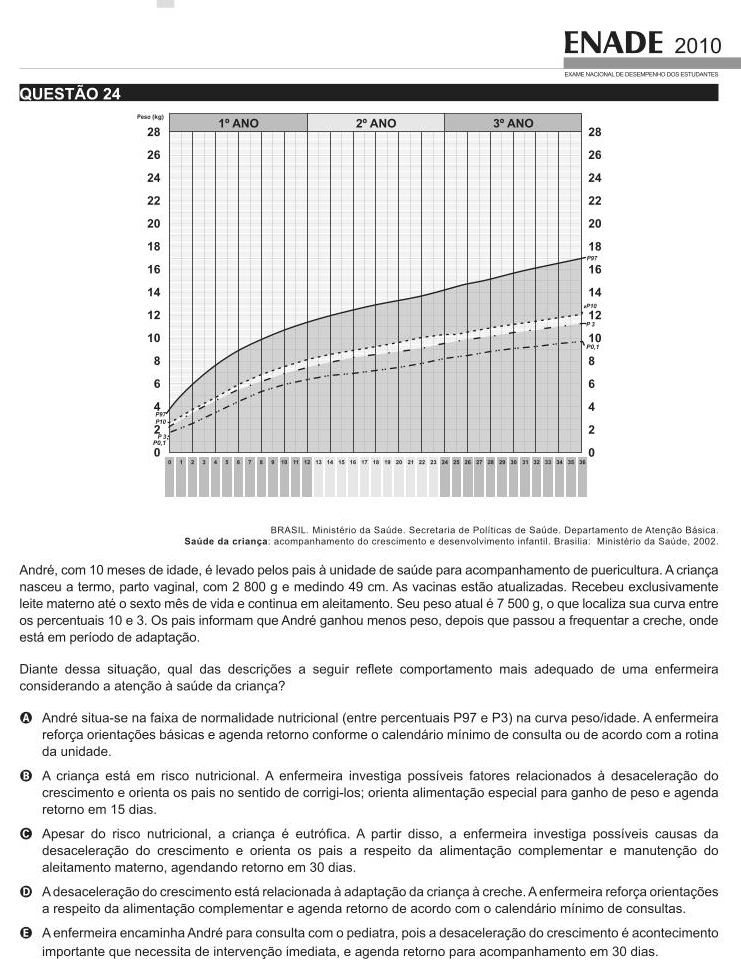 ENADE 2010
EXAME NACIONAL DE DESEMPENHO DOS ESTUDANTES
QUESTÃO 24
Peso (kg)
1º ANO 2º ANO 3º ANO
28 28
26 26
24 24
22 22
20 20
18 18
P97
16 16
14 14
P10
12 12
P 3
10 10
P0,1
8 8
6 6
4 4
P97
P10
2 2
P 3
P0,1
0 0
0 1 2 3 4 5 6 7 8 9 10 11 12 13 14 15 16 17 18 19 20 21 22 23 24 25 26 27 28 29 30 31 32 33 34 35 36
BRASIL. Ministério da Saúde. Secretaria de Políticas de Saúde. Departamento de Atenção Básica.
Saúde da criança: acompanhamento do crescimento e desenvolvimento infantil. Brasilia: Ministério da Saúde, 2002.
André, com 10 meses de idade, é levado pelos pais à unidade de saúde para acompanhamento de puericultura. A criança
nasceu a termo, parto vaginal, com 2 800 g e medindo 49 cm. As vacinas estão atualizadas. Recebeu exclusivamente
leite materno até o sexto mês de vida e continua em aleitamento. Seu peso atual é 7 500 g, o que localiza sua curva entre
os percentuais 10 e 3. Os pais informam que André ganhou menos peso, depois que passou a frequentar a creche, onde
está em período de adaptação.
Diante dessa situação, qual das descrições a seguir reflete comportamento mais adequado de uma enfermeira
considerando a atenção à saúde da criança?
A André situa-se na faixa de normalidade nutricional (entre percentuais P97 e P3) na curva peso/idade. A enfermeira
reforça orientações básicas e agenda retorno conforme o calendário mínimo de consulta ou de acordo com a rotina
da unidade.
B A criança está em risco nutricional. A enfermeira investiga possíveis fatores relacionados à desaceleração do
crescimento e orienta os pais no sentido de corrigi-los; orienta alimentação especial para ganho de peso e agenda
retorno em 15 dias.
C Apesar do risco nutricional, a criança é eutrófica. A partir disso, a enfermeira investiga possíveis causas da
desaceleração do crescimento e orienta os pais a respeito da alimentação complementar e manutenção do
aleitamento materno, agendando retorno em 30 dias.
D A desaceleração do crescimento está relacionada à adaptação da criança à creche. A enfermeira reforça orientações
a respeito da alimentação complementar e agenda retorno de acordo com o calendário mínimo de consultas.
E A enfermeira encaminha André para consulta com o pediatra, pois a desaceleração do crescimento é acontecimento
importante que necessita de intervenção imediata, e agenda retorno para acompanhamento em 30 dias.